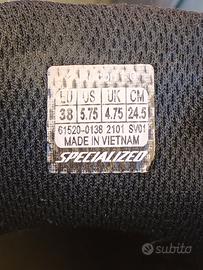 EU US UK CM
38 5.75 4.75 24.5
61520-0138 2101 SV01
MADE IN VIETNAM
SPECIALIZED
subito